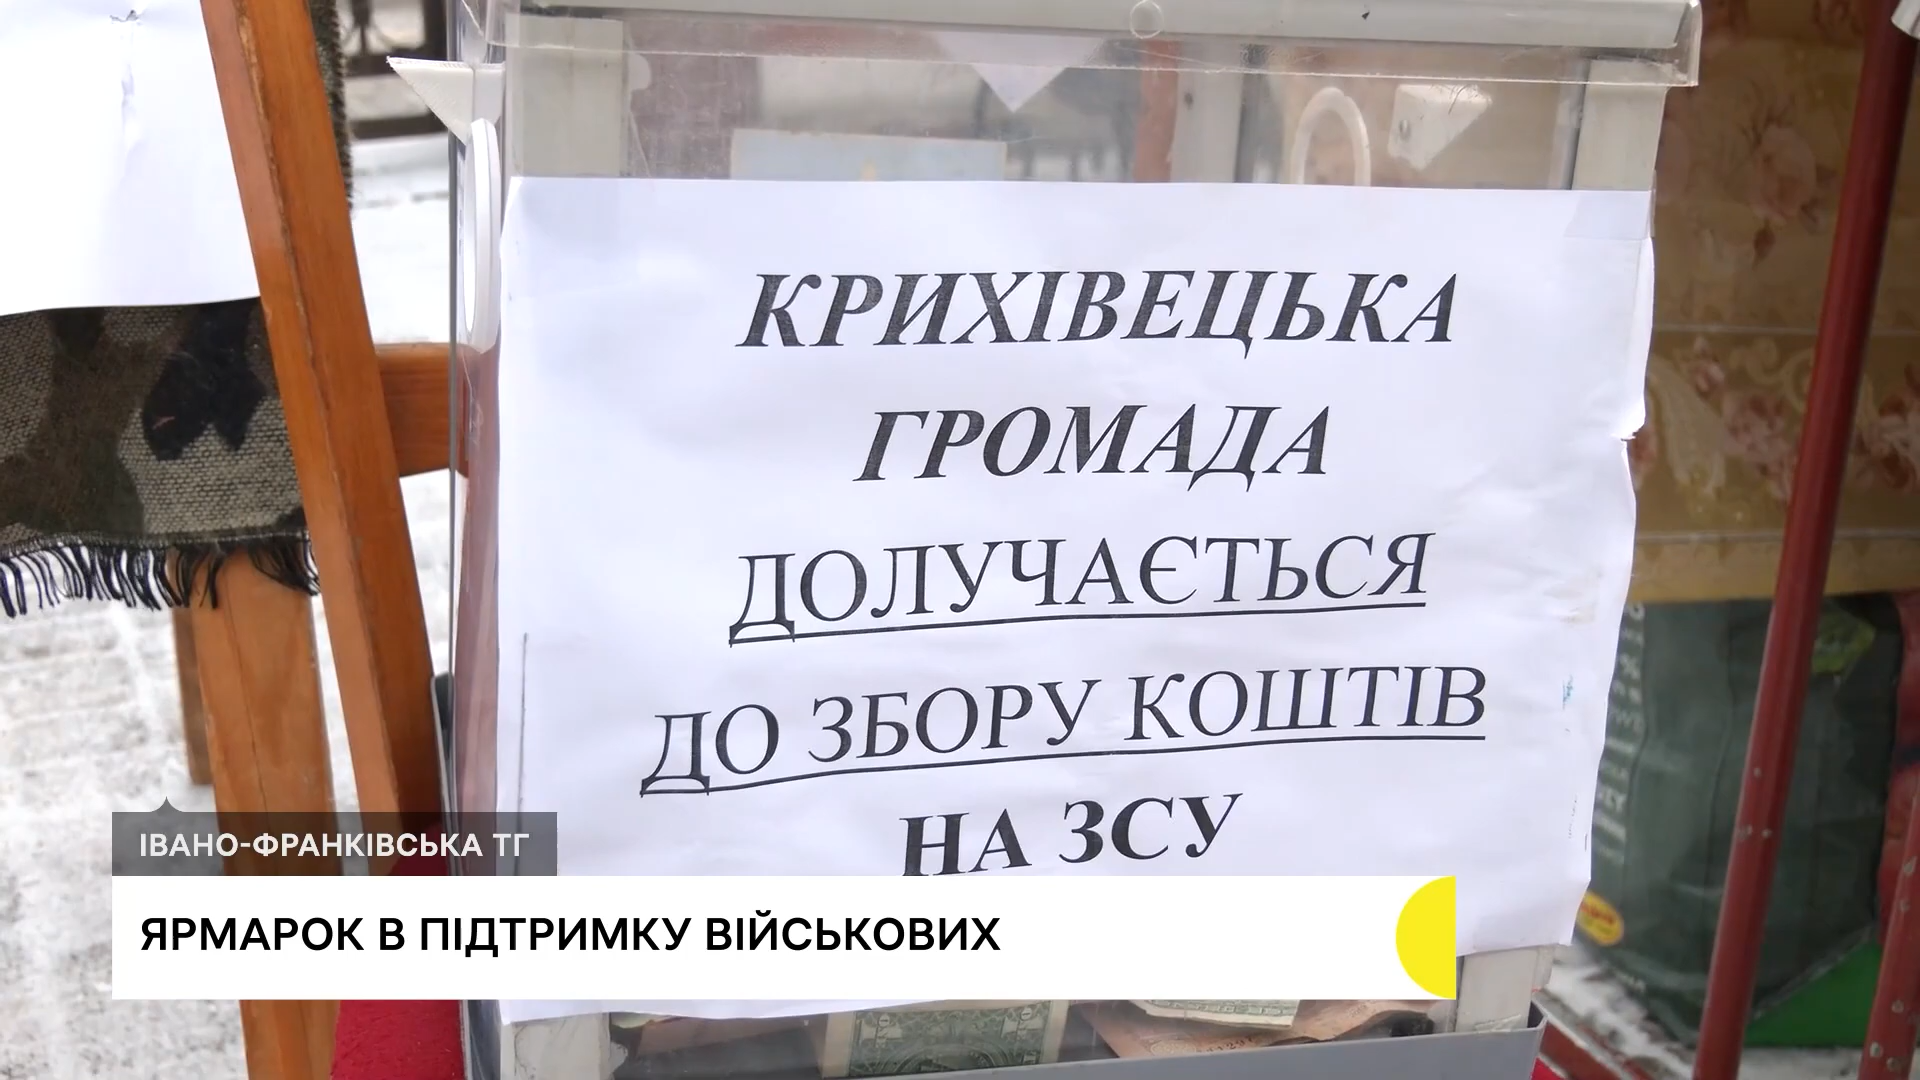 КРИХІВЕЦЬКА
ГРОМАДА
ДОЛУЧАЄТЬСЯ
ДО ЗБОРУ КОШТІВ
НА ЗСУ
ІВАНО-ФРАНКІВСЬКА ТГ
ЯРМАРОК В ПІДТРИМКУ ВІЙСЬКОВИХ